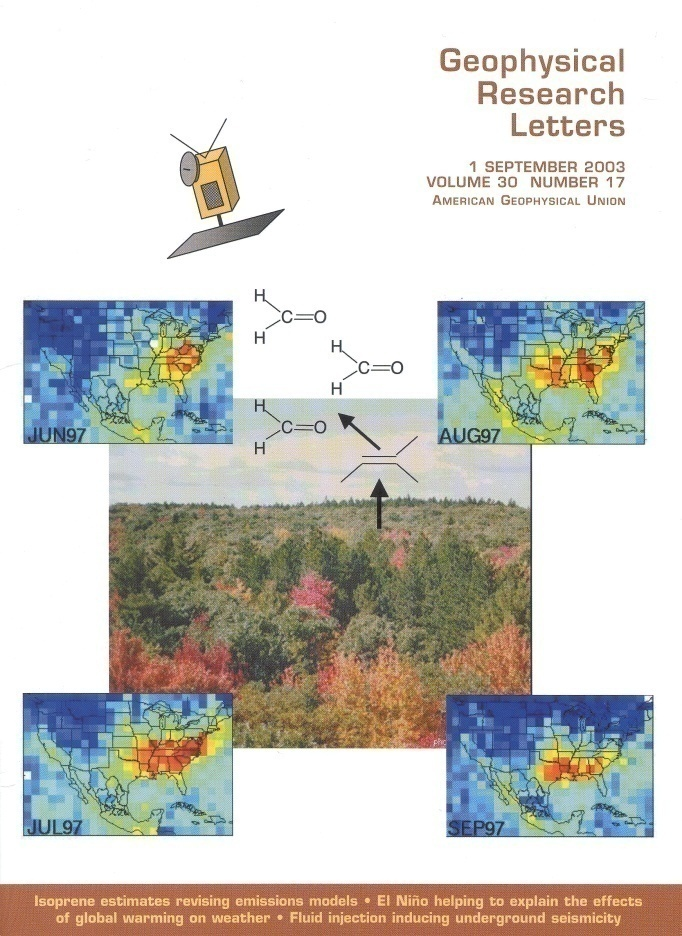 Geophysical
Research
Letters
1 SEPTEMBER 2003
VOLUME 30 NUMBER 17
AMERICAN GEOPHYSICAL UNION
H
C=O
H
H
C=O
H
H
C=O
H
JUN97
AUG97
JUL97
SEP97
Isoprene estimates revising emissions models • El Niño helping to explain the effects
of global warming on weather • Fluid injection inducing underground seismicity